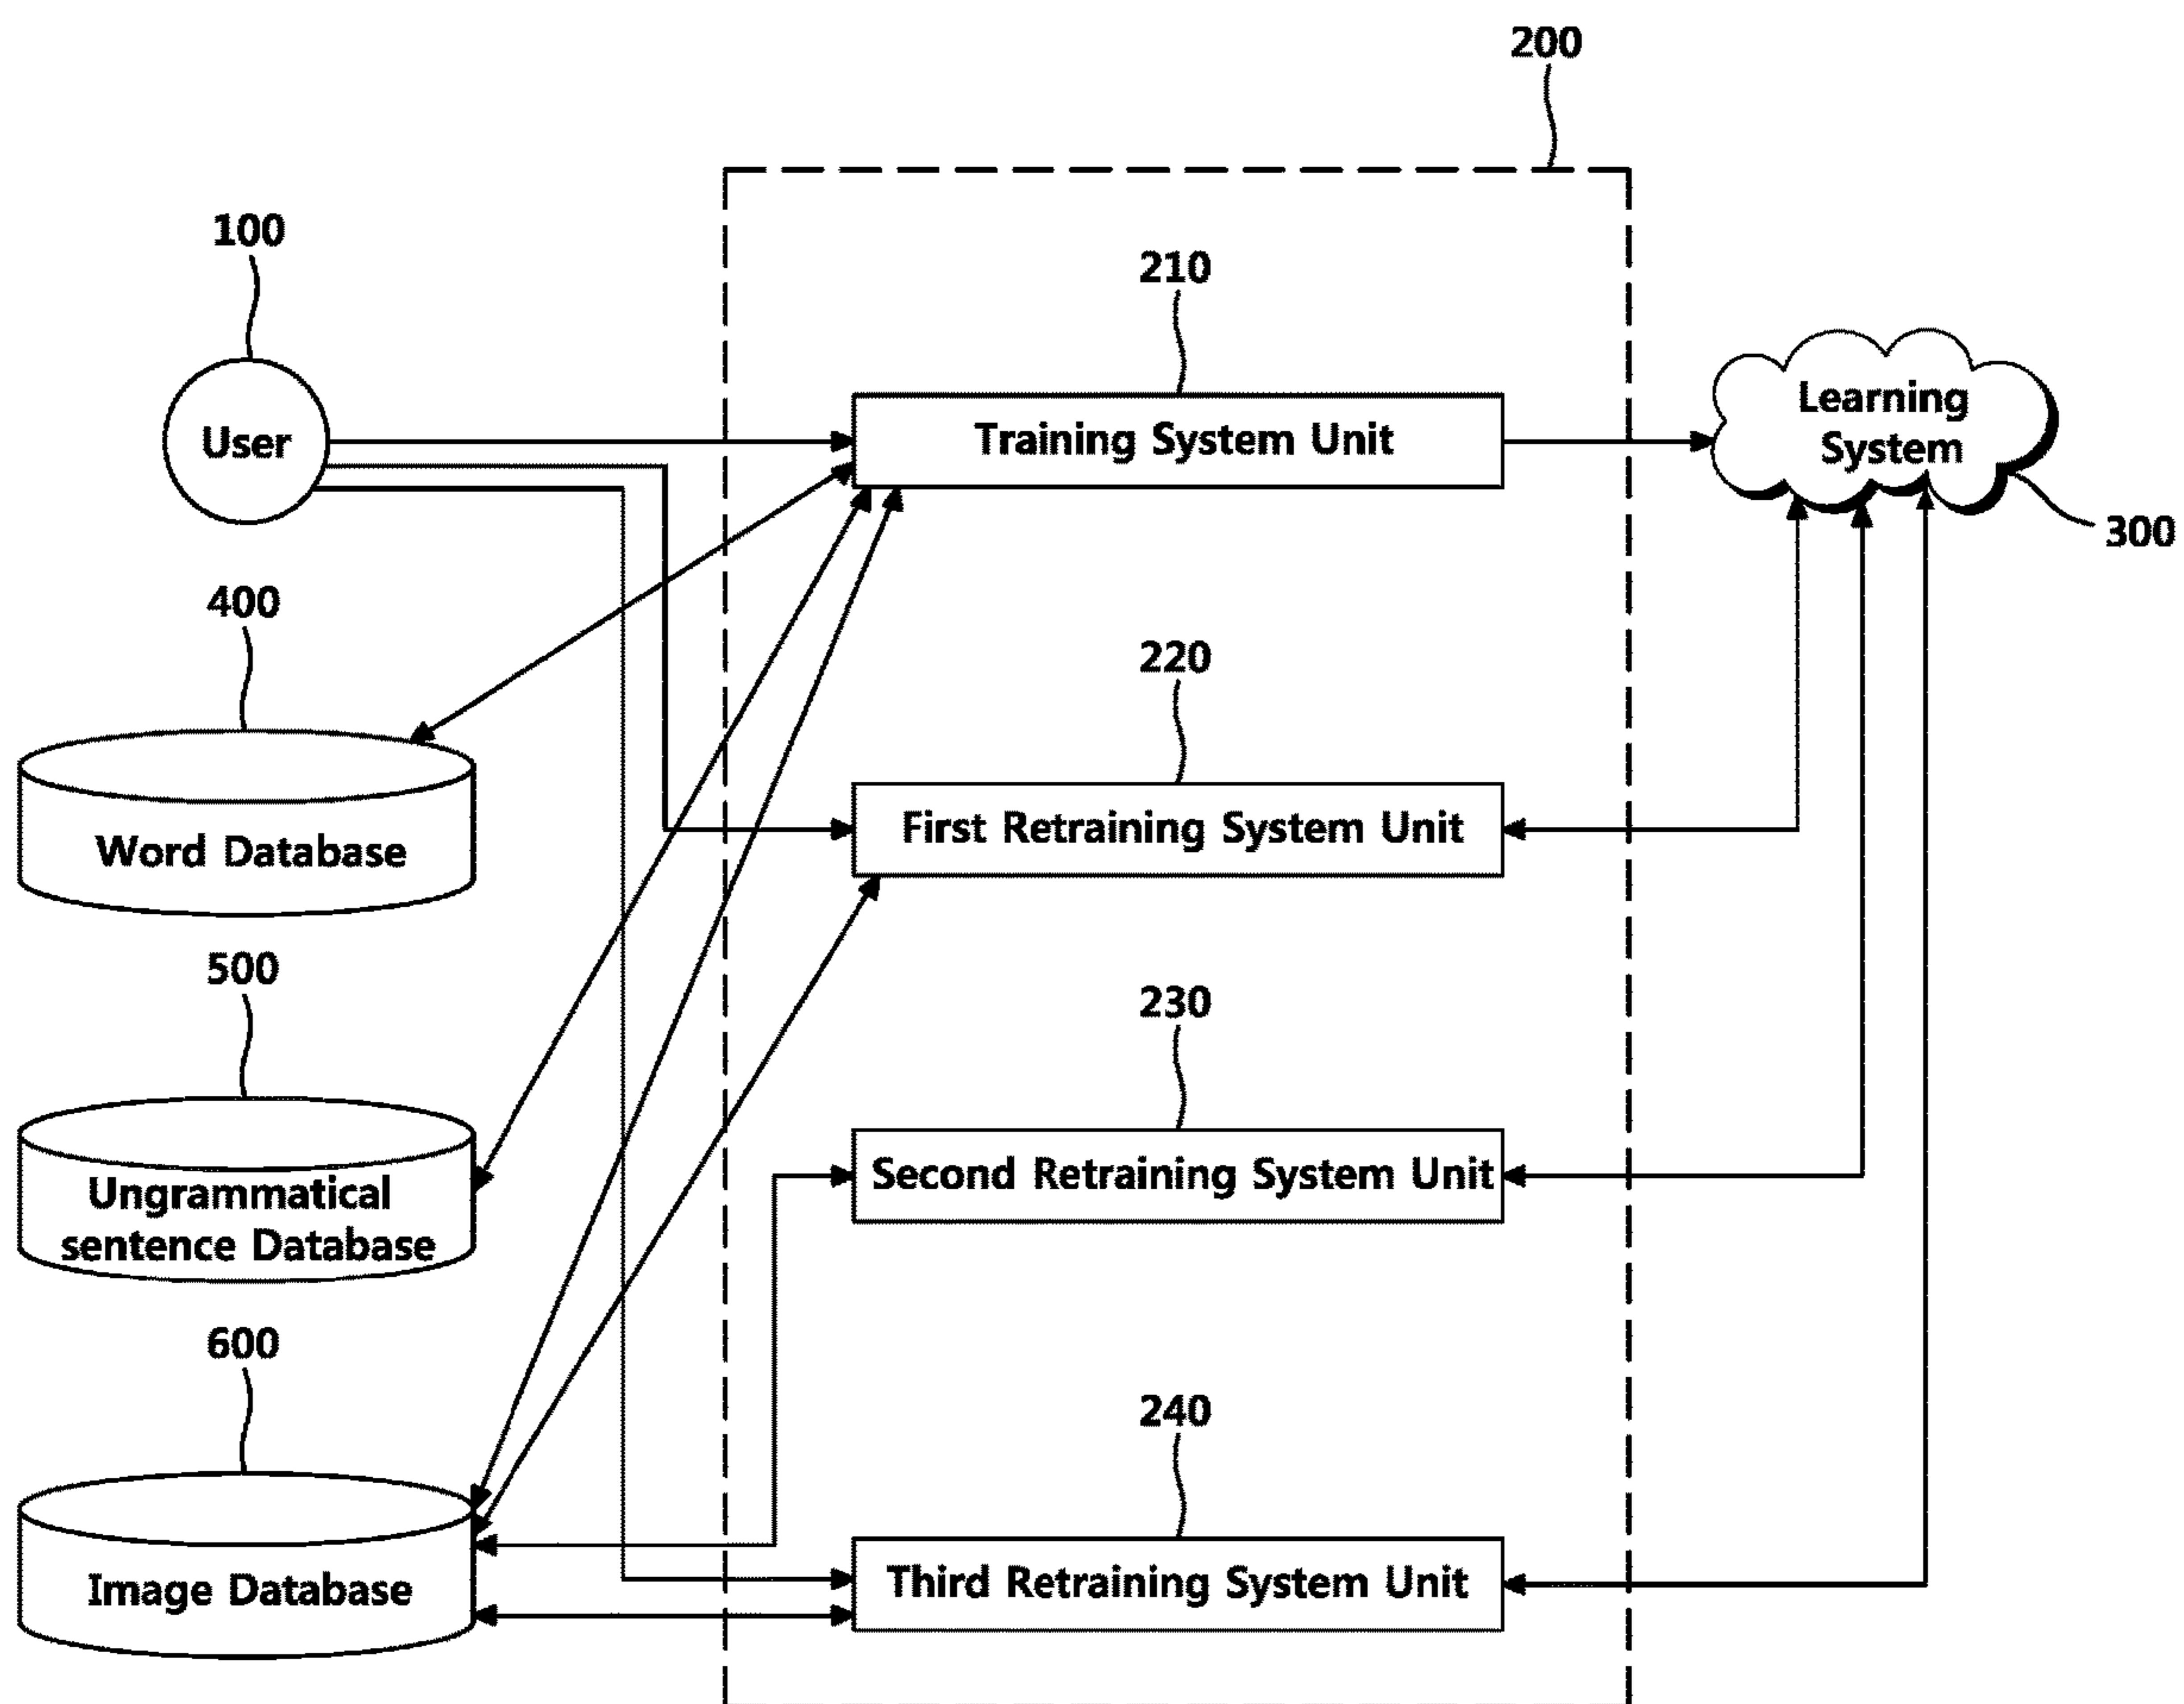 200
100
210
User
Training System Unit
Learning
System
300
400
220
Word Database
First Retraining System Unit
500
230
Ungrammatical
sentence Database
Second Retraining System Unit
600
240
Image Database
Third Retraining System Unit